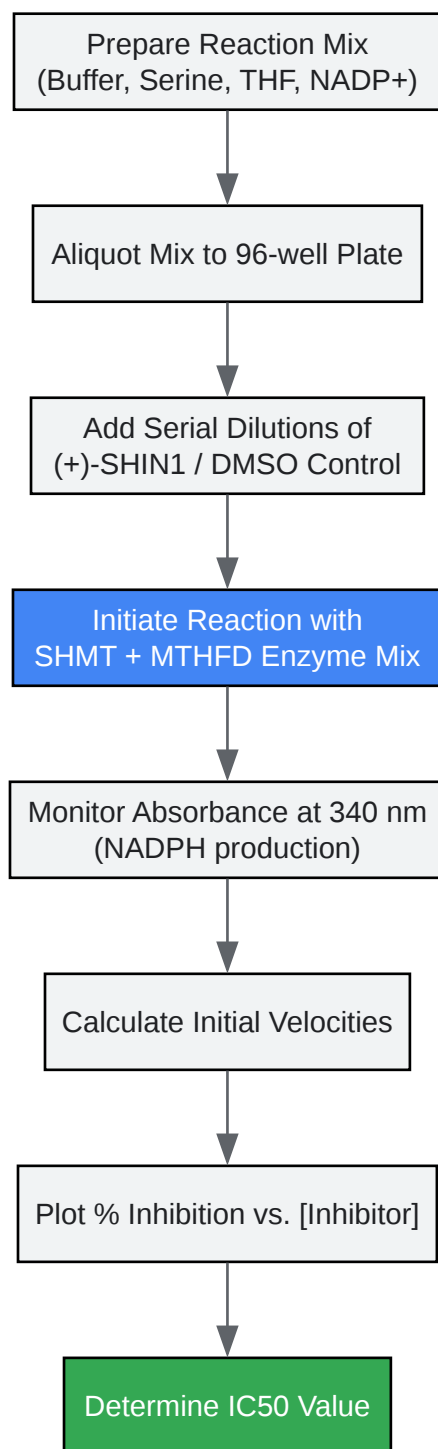 Prepare Reaction Mix
(Buffer, Serine, THF, NADP+)
Aliquot Mix to 96-well Plate
Add Serial Dilutions of
(+)-SHIN1 / DMSO Control
Initiate Reaction with
SHMT + MTHFD Enzyme Mix
Monitor Absorbance at 340 nm
(NADPH production)
Calculate Initial Velocities
Plot % Inhibition vs. [Inhibitor]
Determine IC50 Value